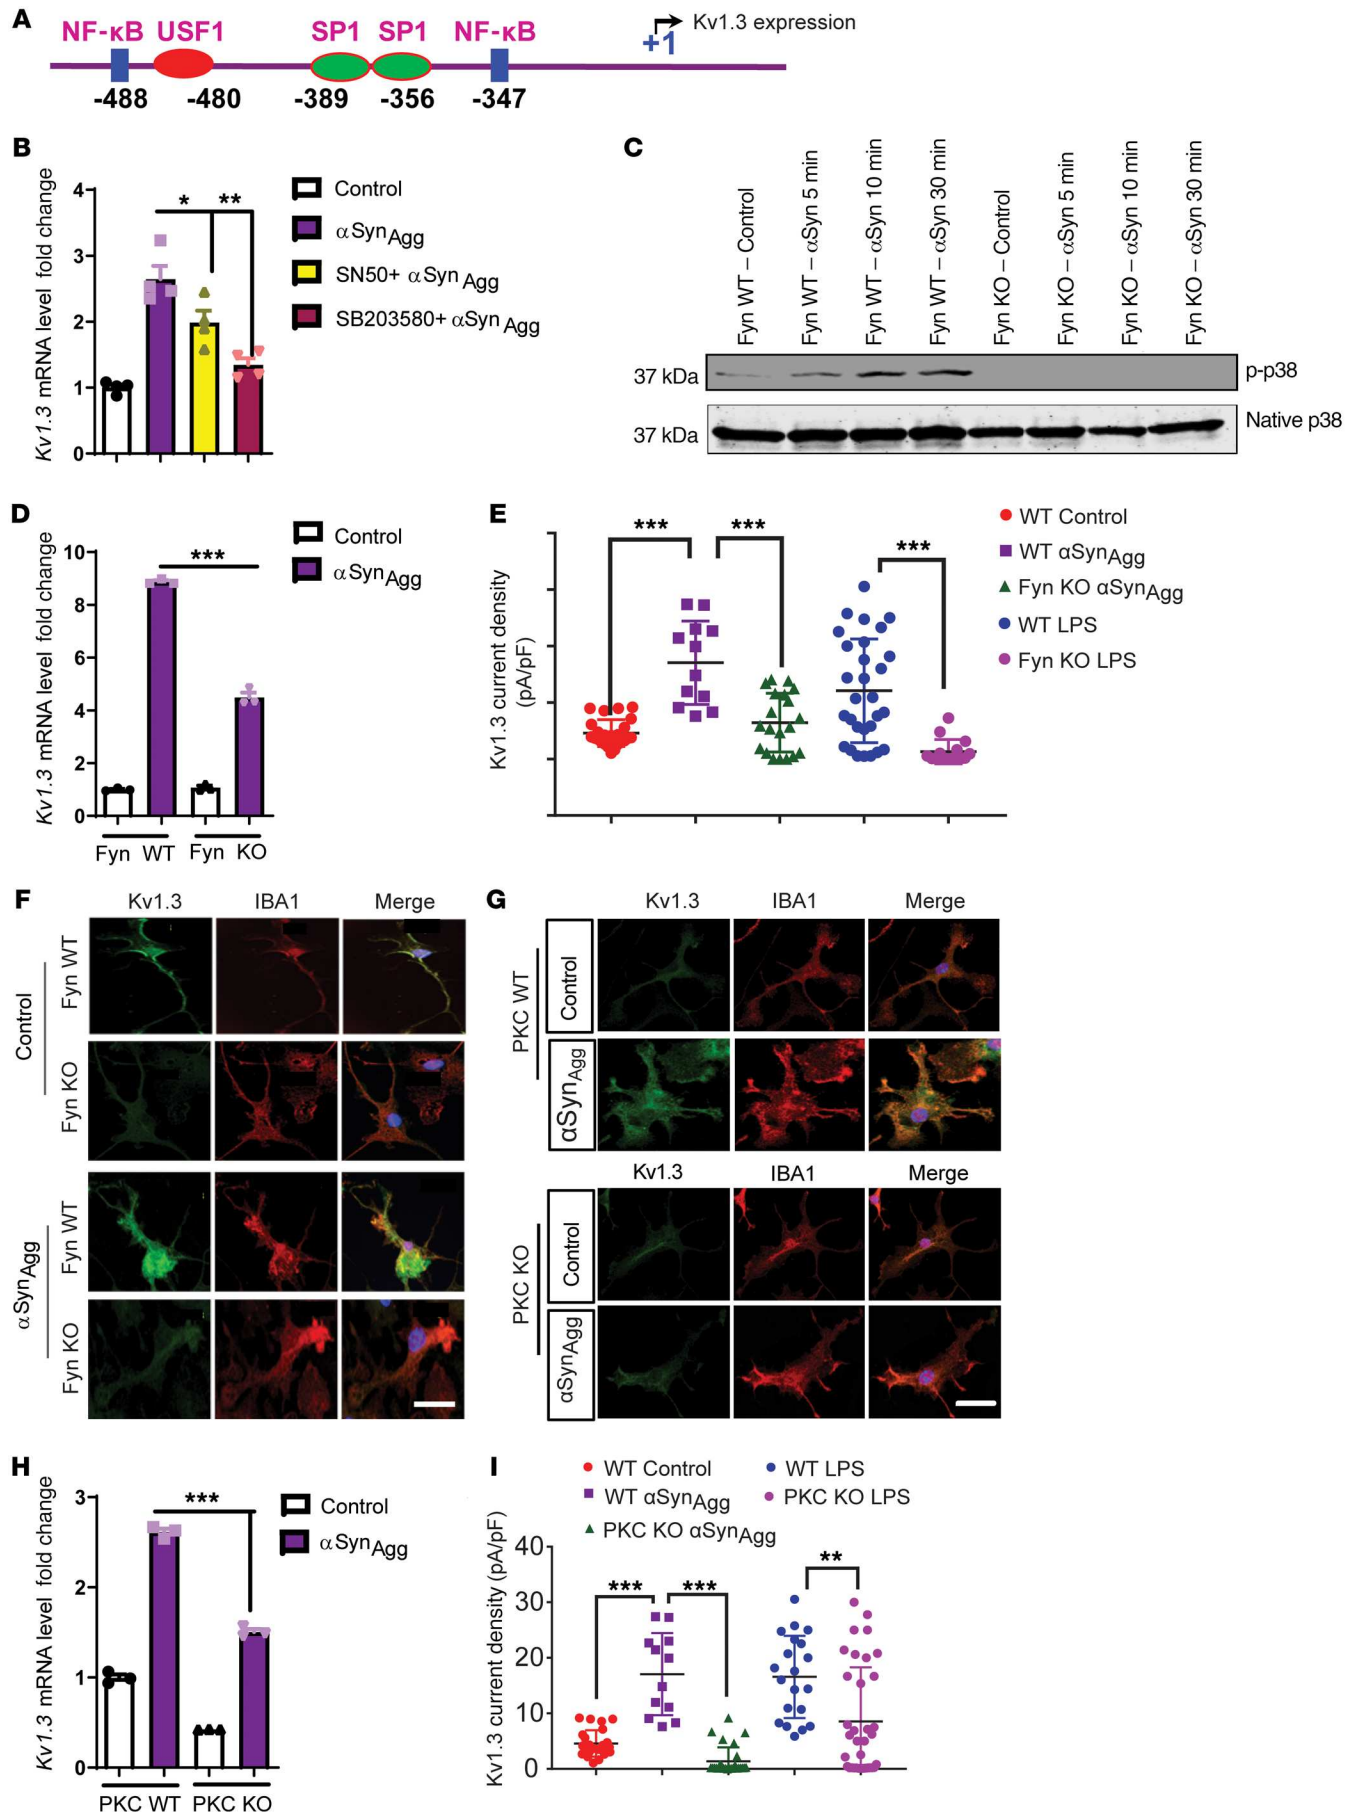 A
NF-κB USF1 SP1 SP1 NF-κB +1 Kv1.3 expression
-488 -480 -389 -356 -347
B
Kv1.3 mRNA level fold change
4
3
2
1
0
* **
Control
αSynAgg
SN50+ αSynAgg
SB203580+ αSynAgg
C
Fyn WT – Control
Fyn WT – αSyn 5 min
Fyn WT – αSyn 10 min
Fyn WT – αSyn 30 min
Fyn KO – Control
Fyn KO – αSyn 5 min
Fyn KO – αSyn 10 min
Fyn KO – αSyn 30 min
37 kDa p-p38
37 kDa Native p38
D
Kv1.3 mRNA level fold change
10
8
6
4
2
0
***
Control
αSynAgg
Fyn WT Fyn KO
E
Kv1.3 current density
(pA/pF)
*** *** ***
WT Control
WT αSynAgg
Fyn KO αSynAgg
WT LPS
Fyn KO LPS
F
Kv1.3 IBA1 Merge
Control
Fyn WT
Fyn KO
αSynAgg
Fyn WT
Fyn KO
G
Kv1.3 IBA1 Merge
PKC WT
Control
αSynAgg
Kv1.3 IBA1 Merge
PKC KO
Control
αSynAgg
H
Kv1.3 mRNA level fold change
3
2
1
0
***
Control
αSynAgg
PKC WT PKC KO
I
WT Control
WT αSynAgg
PKC KO αSynAgg
WT LPS
PKC KO LPS
Kv1.3 current density (pA/pF)
40
30
20
10
0
*** *** **